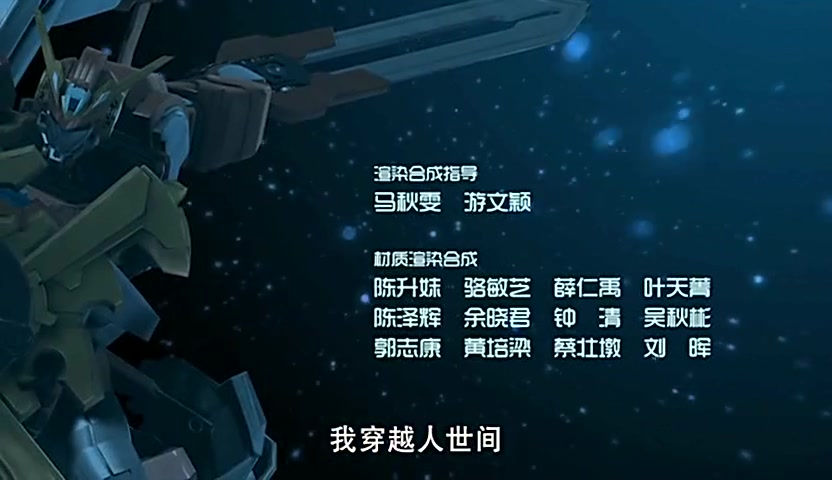 渲染合成指导
马秋雯 游文颖
材质渲染合成
陈升妹 骆敏艺 薛仁禹 叶天菁
陈泽辉 余晓君 钟 清 吴秋彬
郭志康 黄培梁 蔡壮墩 刘 晖
我穿越人世间